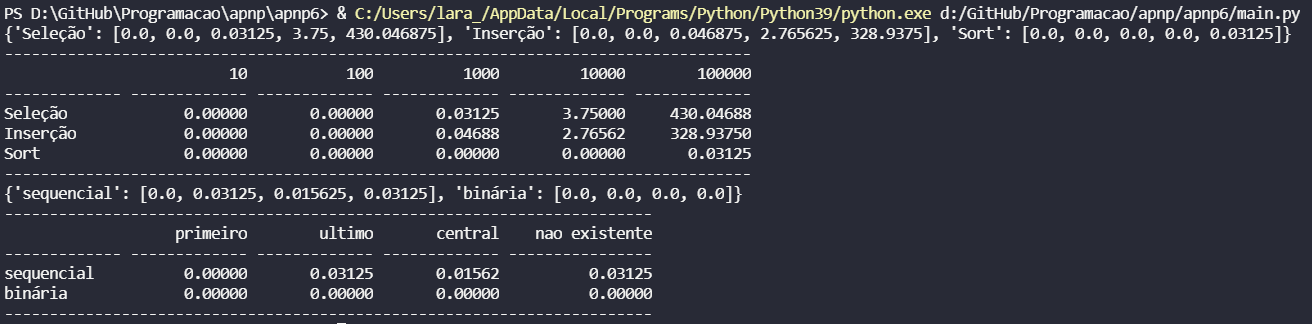 PS D:\GitHub\Programacao\apnp\apnp6> & C:/Users/lara_/AppData/Local/Programs/Python/Python39/python.exe d:/GitHub/Programacao/apnp/apnp6/main.py
{'Seleção': [0.0, 0.0, 0.03125, 3.75, 430.046875], 'Inserção': [0.0, 0.0, 0.046875, 2.765625, 328.9375], 'Sort': [0.0, 0.0, 0.0, 0.0, 0.03125]}
-----------------------------------------------------------------------------------
                         10           100          1000         10000        100000
------------- ------------- ------------- ------------- ------------- -------------
Seleção             0.00000       0.00000       0.03125       3.75000     430.04688
Inserção            0.00000       0.00000       0.04688       2.76562     328.93750
Sort                0.00000       0.00000       0.00000       0.00000       0.03125
-----------------------------------------------------------------------------------
{'sequencial': [0.0, 0.03125, 0.015625, 0.03125], 'binária': [0.0, 0.0, 0.0, 0.0]}
------------------------------------------------------------------------
                   primeiro        ultimo       central    nao existente
------------- ------------- ------------- ------------- ----------------
sequencial          0.00000       0.03125       0.01562          0.03125
binária             0.00000       0.00000       0.00000          0.00000
------------------------------------------------------------------------